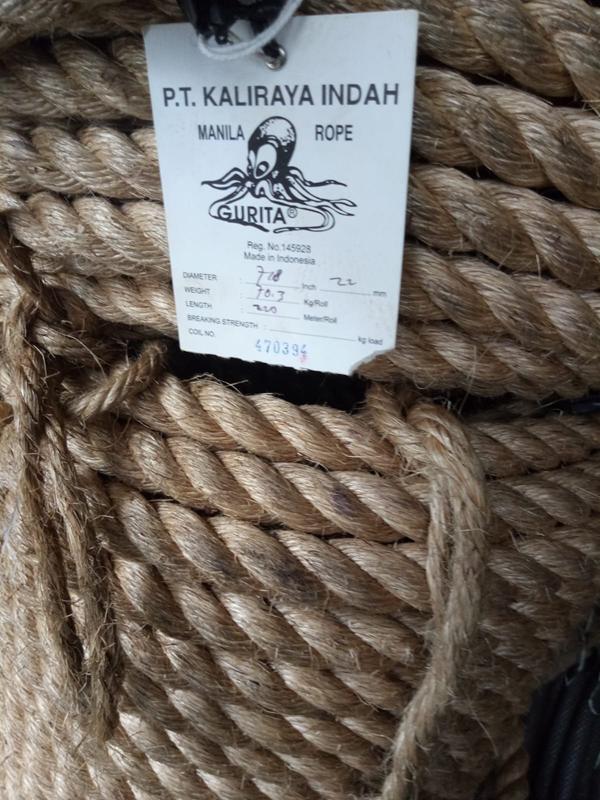 P.T. KALIRAYA INDAH
MANILA ROPE
GURITA®
Reg. No.145928
Made in Indonesia
DIAMETER : 7/8 Inch 22 mm
WEIGHT : 70.3 Kg/Roll
LENGTH : 220 Meter/Roll
BREAKING STRENGTH : kg load
COIL NO. 470394